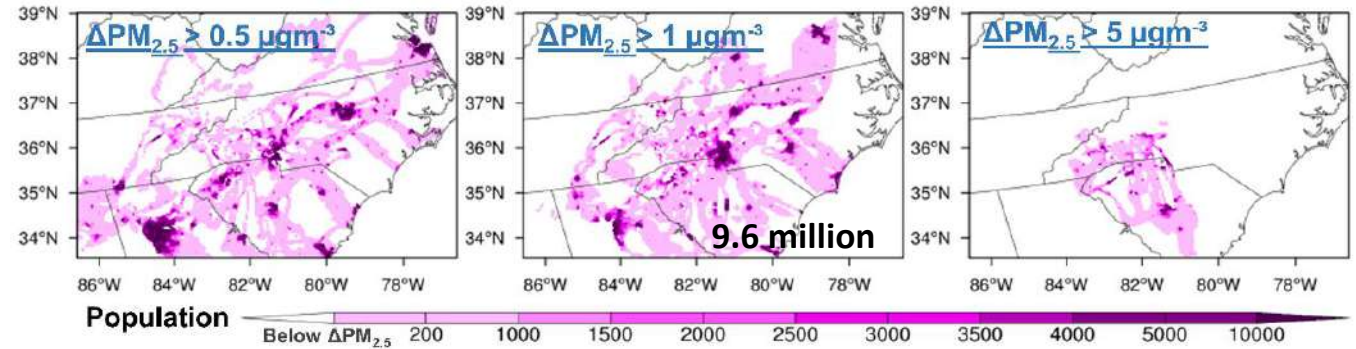 39°N
38°N
37°N
36°N
35°N
34°N
ΔPM2.5 > 0.5 µgm-3
86°W 84°W 82°W 80°W 78°W
39°N
38°N
37°N
36°N
35°N
34°N
ΔPM2.5 > 1 µgm-3
9.6 million
86°W 84°W 82°W 80°W 78°W
39°N
38°N
37°N
36°N
35°N
34°N
ΔPM2.5 > 5 µgm-3
86°W 84°W 82°W 80°W 78°W
Population
Below ΔPM2.5 200 1000 1500 2000 2500 3000 3500 4000 5000 10000